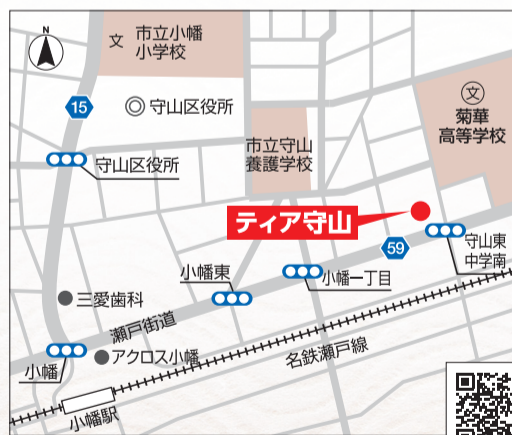 N
文
市立小幡
小学校
15
守山区役所
文
菊華
高等学校
市立守山
養護学校
守山区役所
ティア守山
59
守山東
中学南
小幡東
小幡一丁目
三愛歯科
瀬戸街道
アクロス小幡
小幡
名鉄瀬戸線
小幡駅